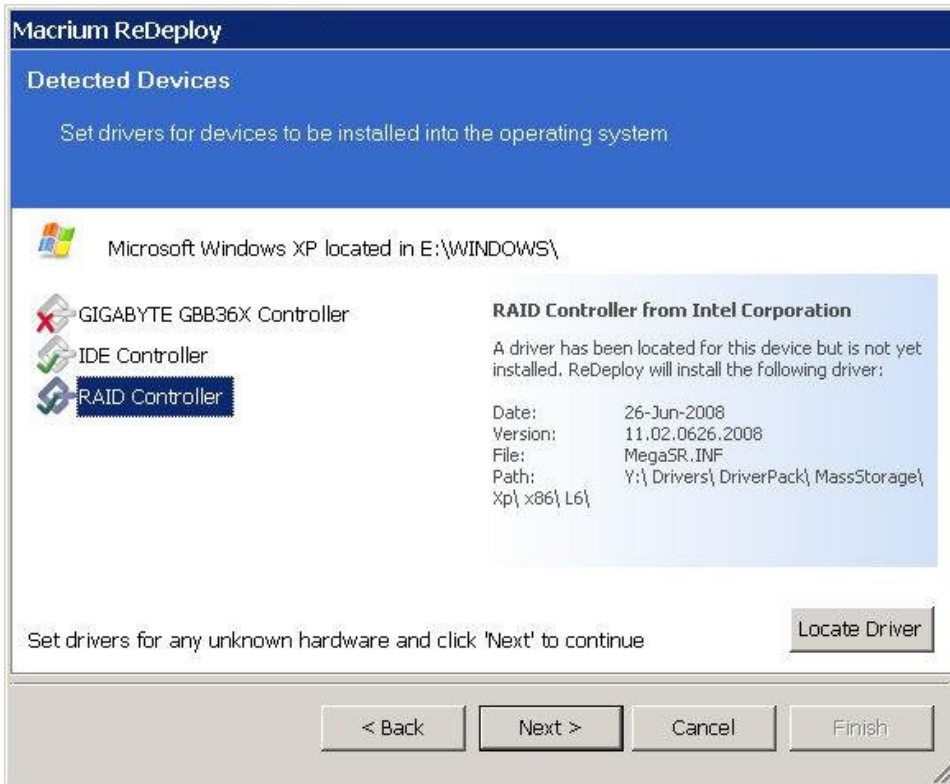 Macrium ReDeploy
Detected Devices
Set drivers for devices to be installed into the operating system
Microsoft Windows XP located in E:\WINDOWS\
GIGABYTE GBB36X Controller
IDE Controller
RAID Controller
RAID Controller from Intel Corporation
A driver has been located for this device but is not yet
installed. ReDeploy will install the following driver:
Date: 26-Jun-2008
Version: 11.02.0626.2008
File: MegaSR.INF
Path: Y:\ Drivers\ DriverPack\ MassStorage\
Xp\ x86\ L6\
Set drivers for any unknown hardware and click 'Next' to continue
Locate Driver
< Back
Next >
Cancel
Finish